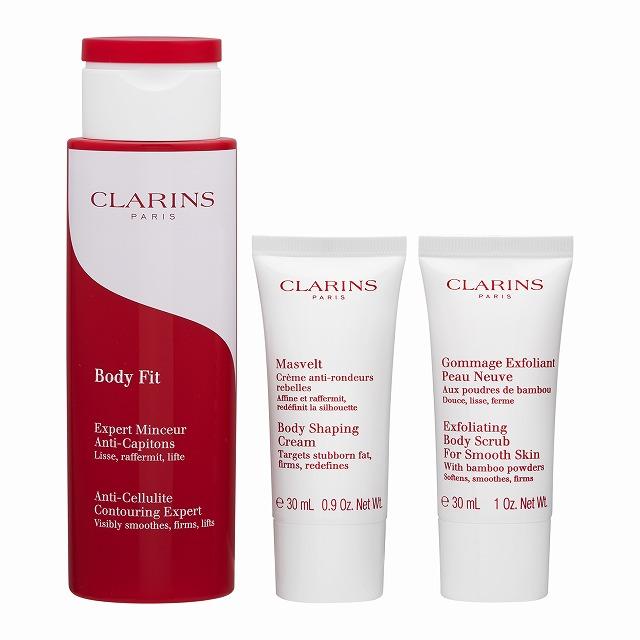 CLARINS
PARIS
Body Fit
Expert Minceur
Anti-Capitons
Lisse, raffermit, lifte
Anti-Cellulite
Contouring Expert
Visibly smoothes, firms, lifts
CLARINS
PARIS
Masvelt
Crème anti-rondeurs
rebelles
Affine et raffermit,
redéfinit la silhouette
Body Shaping
Cream
Targets stubborn fat,
firms, redefines
e 30 mL 0.9 Oz. Net Wt.
CLARINS
PARIS
Gommage Exfoliant
Peau Neuve
Aux poudres de bambou
Douce, lisse, ferme
Exfoliating
Body Scrub
For Smooth Skin
With bamboo powders
Softens, smoothes, firms
e 30 mL 1 Oz. Net Wt.